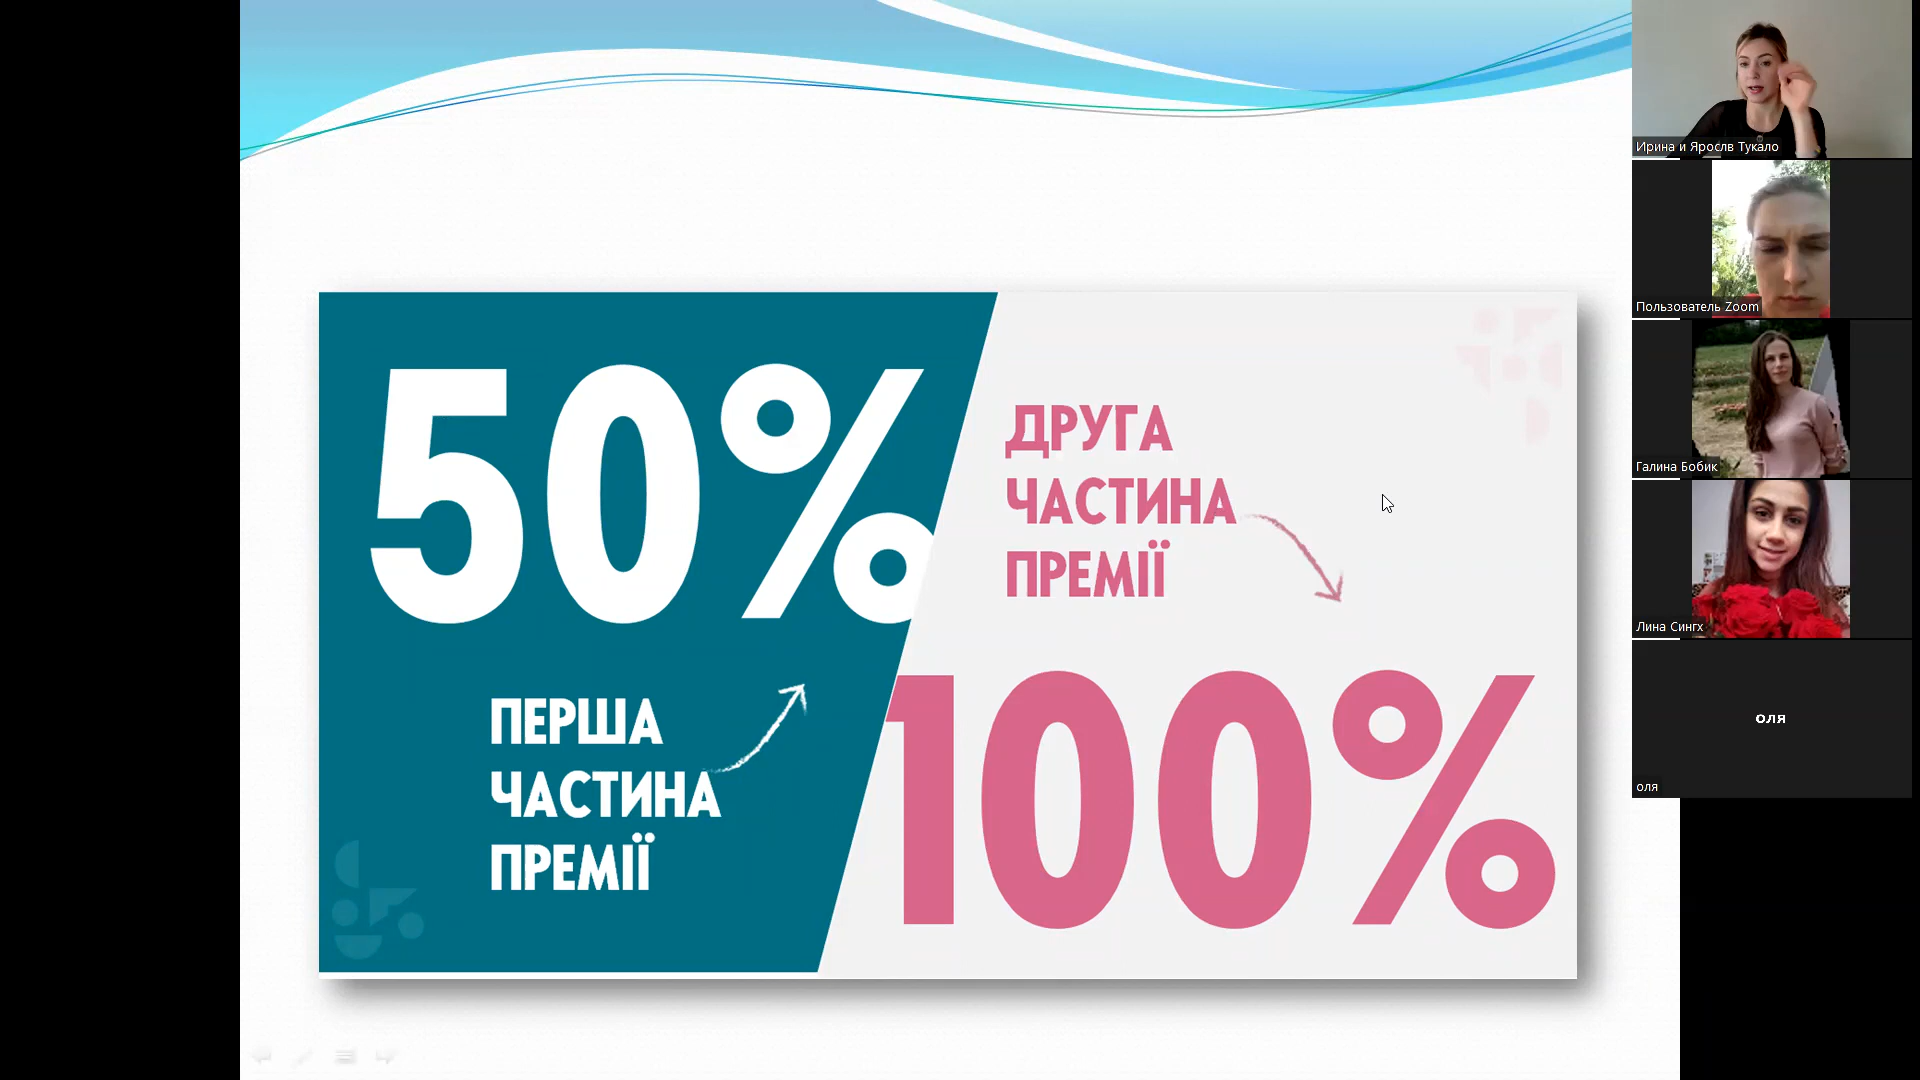 50%
ПЕРША
ЧАСТИНА
ПРЕМІЇ
ДРУГА
ЧАСТИНА
ПРЕМІЇ
100%
Ирина и Ярослв Тукало
Пользователь Zoom
Галина Бобик
Лина Сингх
оля
оля